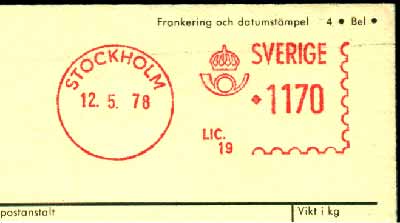 Frankering och datumstämpel 4 • Bel •
STOCKHOLM
12. 5. 78
SVERIGE
1170
LIC.
19
postanstalt
Vikt i kg